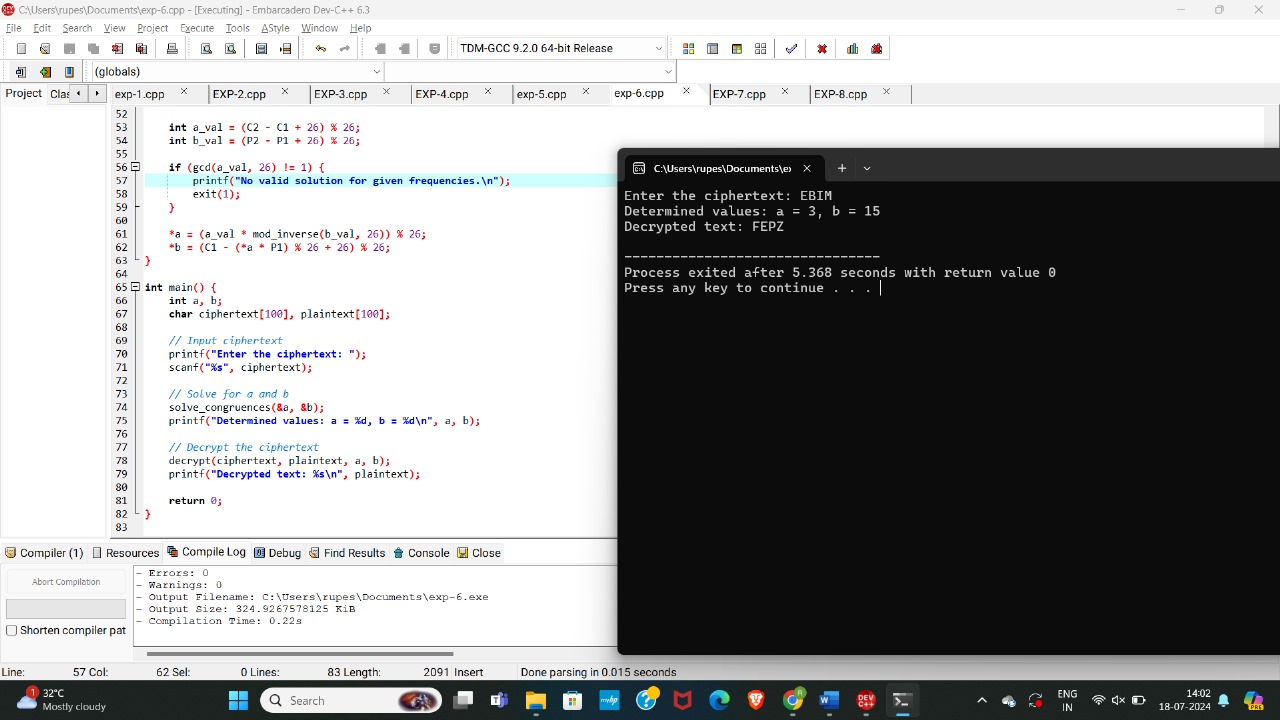 C:\Users\rupes\Documents\exp-6.cpp - [Executing] - Embarcadero Dev-C++ 6.3
File Edit Search View Project Execute Tools AStyle Window Help
TDM-GCC 9.2.0 64-bit Release
(globals)
Project Clas exp-1.cpp EXP-2.cpp EXP-3.cpp EXP-4.cpp exp-5.cpp exp-6.cpp EXP-7.cpp EXP-8.cpp
52
53 int a_val = (C2 - C1 + 26) % 26;
54 int b_val = (P2 - P1 + 26) % 26;
55
56 if (gcd(a_val, 26) != 1) {
57 printf("No valid solution for given frequencies.\n");
58 exit(1);
59 }
60
61 *a = (a_val * mod_inverse(b_val, 26)) % 26;
62 *b = (C1 - (*a * P1) % 26 + 26) % 26;
63 }
64
65 int main() {
66 int a, b;
67 char ciphertext[100], plaintext[100];
68
69 // Input ciphertext
70 printf("Enter the ciphertext: ");
71 scanf("%s", ciphertext);
72
73 // Solve for a and b
74 solve_congruences(&a, &b);
75 printf("Determined values: a = %d, b = %d\n", a, b);
76
77 // Decrypt the ciphertext
78 decrypt(ciphertext, plaintext, a, b);
79 printf("Decrypted text: %s\n", plaintext);
80
81 return 0;
82 }
83
C:\Users\rupes\Documents\e
Enter the ciphertext: EBIM
Determined values: a = 3, b = 15
Decrypted text: FEPZ
--------------------------------
Process exited after 5.368 seconds with return value 0
Press any key to continue . . .
Compiler (1) Resources Compile Log Debug Find Results Console Close
Abort Compilation
Shorten compiler pat
- Errors: 0
- Warnings: 0
- Output Filename: C:\Users\rupes\Documents\exp-6.exe
- Output Size: 324.9267578125 KiB
- Compilation Time: 0.22s
Line: 57 Col: 62 Sel: 0 Lines: 83 Length: 2091 Insert Done parsing in 0.015 seconds
1
32°C
Mostly cloudy
Search
ENG
IN
14:02
18-07-2024